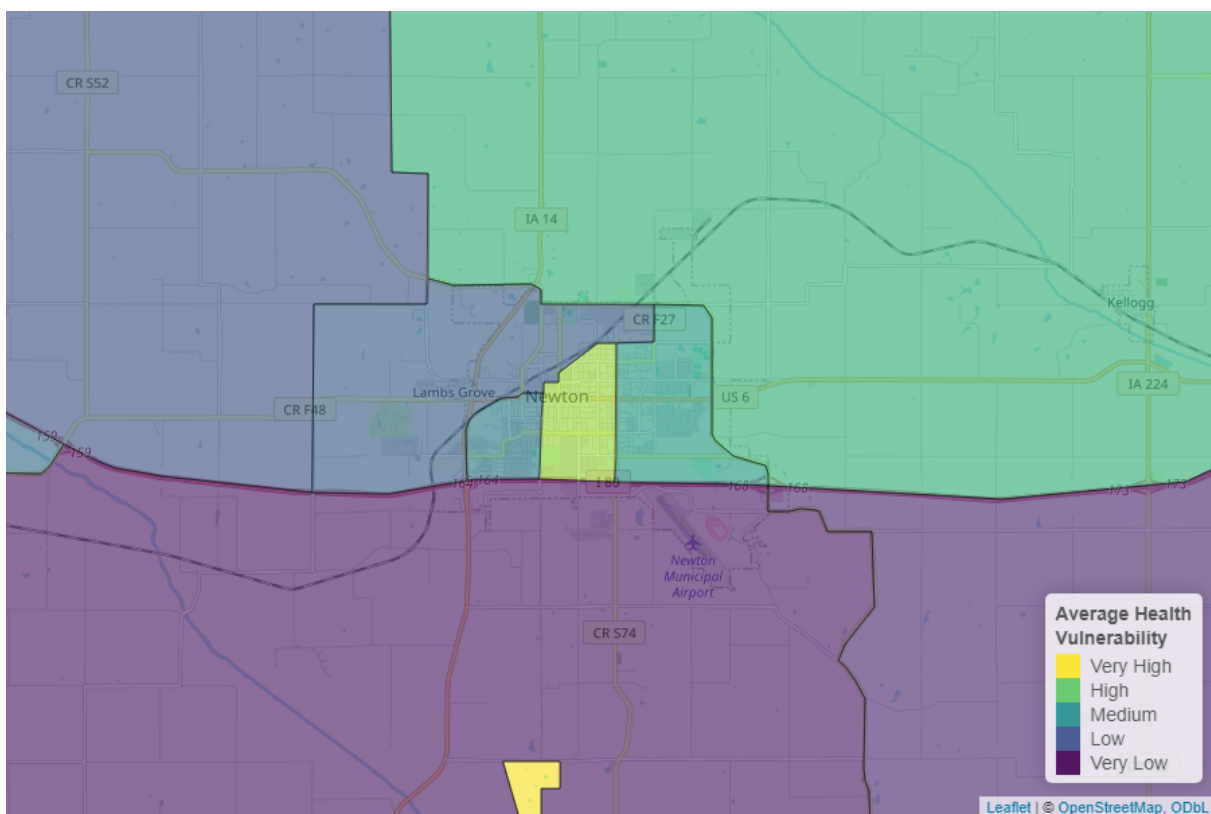 CR S52
IA 14
Kellogg
CR F27
Lambs Grove
Newton
US 6
IA 224
CR F48
159
159
164
164
I 80
168
168
173
173
Newton
Municipal
Airport
CR S74
Average Health
Vulnerability
Very High
High
Medium
Low
Very Low
Leaflet | © OpenStreetMap, ODbL